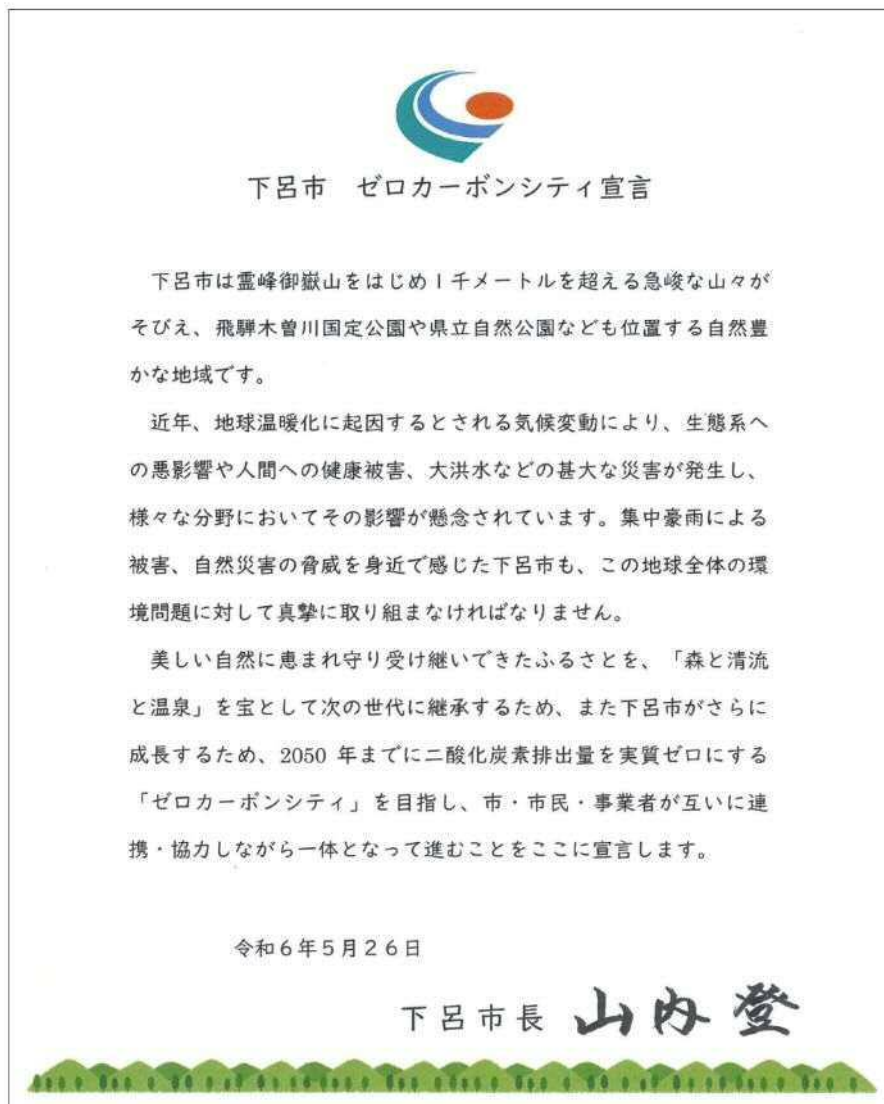 下呂市　ゼロカーボンシティ宣言
下呂市は霊峰御嶽山をはじめ1千メートルを超える急峻な山々が
そびえ、飛騨木曽川国定公園や県立自然公園なども位置する自然豊
かな地域です。
近年、地球温暖化に起因するとされる気候変動により、生態系へ
の悪影響や人間への健康被害、大洪水などの甚大な災害が発生し、
様々な分野においてその影響が懸念されています。集中豪雨による
被害、自然災害の脅威を身近で感じた下呂市も、この地球全体の環
境問題に対して真摯に取り組まなければなりません。
美しい自然に恵まれ守り受け継いできたふるさとを、「森と清流
と温泉」を宝として次の世代に継承するため、また下呂市がさらに
成長するため、2050 年までに二酸化炭素排出量を実質ゼロにする
「ゼロカーボンシティ」を目指し、市・市民・事業者が互いに連
携・協力しながら一体となって進むことをここに宣言します。
令和６年５月２６日
下呂市長 山内登